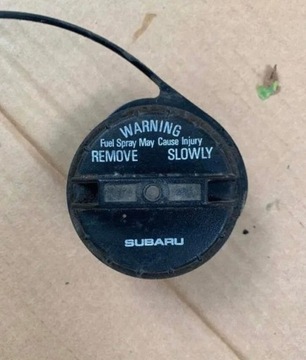 WARNING
Fuel Spray May Cause Injury
REMOVE SLOWLY
SUBARU